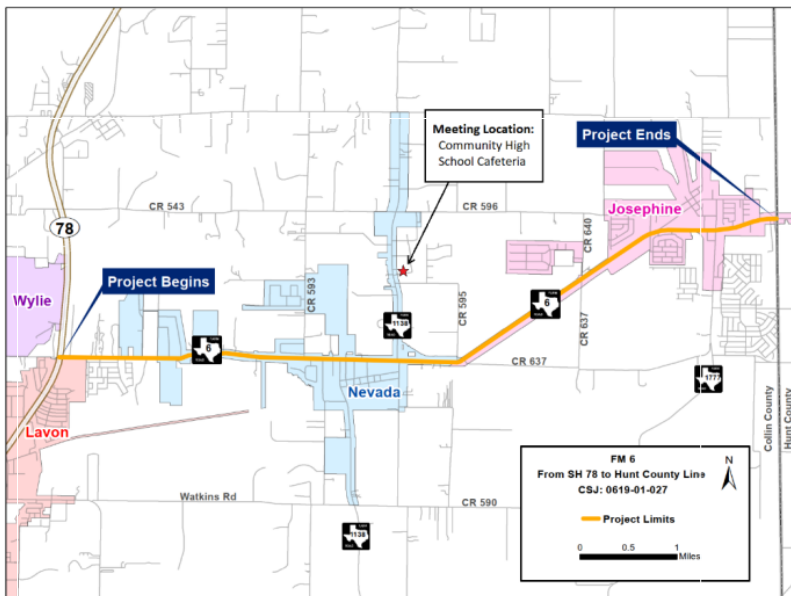 Meeting Location:
Community High
School Cafeteria
Project Ends
CR 543
CR 596
Josephine
CR 640
78
Project Begins
Wylie
CR 593
CR 595
6
1138
CR 637
6
CR 637
Nevada
1777
Lavon
Collin County
Hunt County
Watkins Rd
CR 590
1138
FM 6
From SH 78 to Hunt County Line
CSJ: 0619-01-027
N
Project Limits
0 0.5 1
Miles